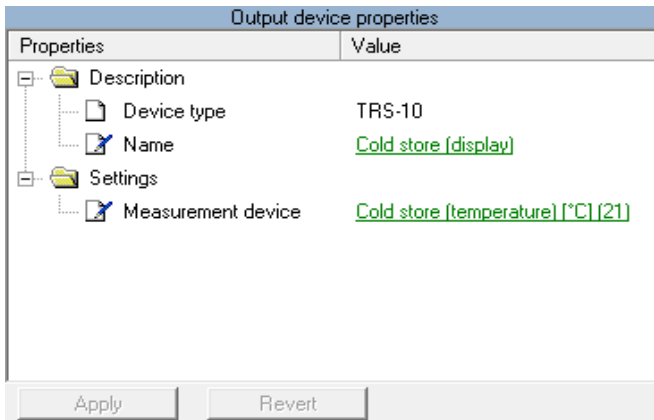 Output device properties
Properties Value
Description
Device type TRS-10
Name Cold store (display)
Settings
Measurement device Cold store (temperature) [°C] (21)
Apply Revert